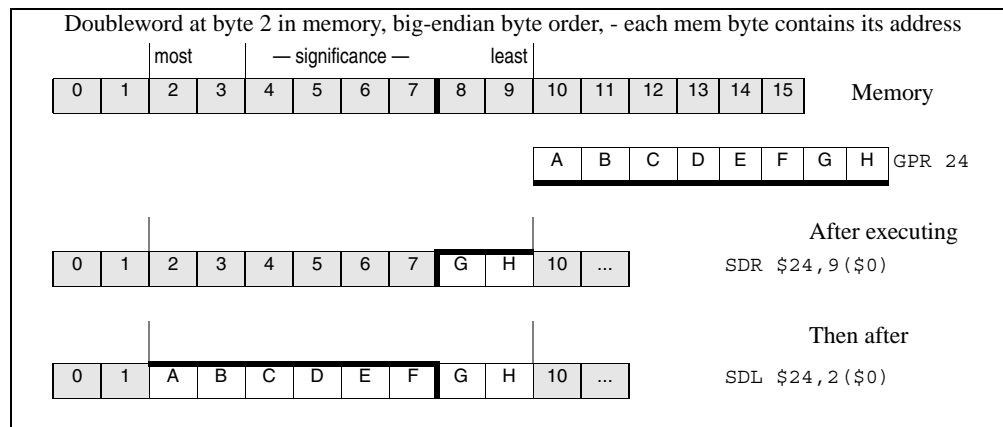 Doubleword at byte 2 in memory, big-endian byte order, - each mem byte contains its address
most — significance — least
0 1 2 3 4 5 6 7 8 9 10 11 12 13 14 15 Memory
A B C D E F G H GPR 24
After executing
0 1 2 3 4 5 6 7 G H 10 ... SDR $24,9($0)
Then after
0 1 A B C D E F G H 10 ... SDL $24,2($0)